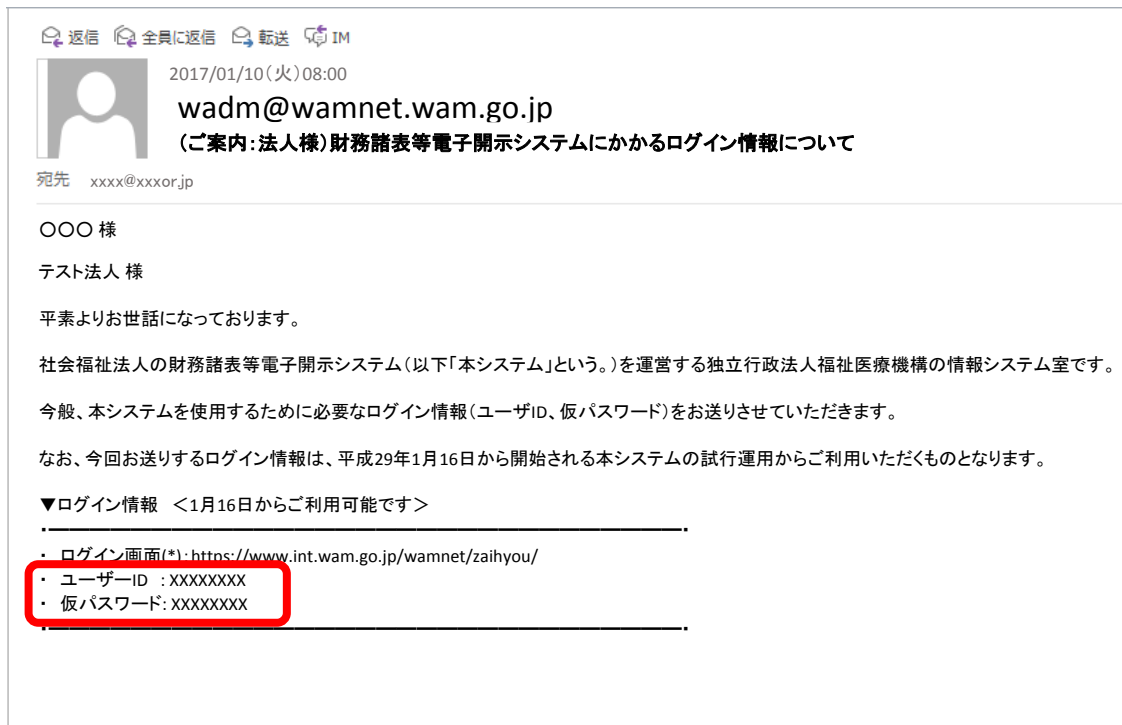 返信 全員に返信 転送 IM
2017/01/10(火)08:00
wadm@wamnet.wam.go.jp
(ご案内:法人様)財務諸表等電子開示システムにかかるログイン情報について
宛先 xxxx@xxxor.jp
〇〇〇 様
テスト法人 様
平素よりお世話になっております。
社会福祉法人の財務諸表等電子開示システム(以下「本システム」という。)を運営する独立行政法人福祉医療機構の情報システム室です。
今般、本システムを使用するために必要なログイン情報(ユーザID、仮パスワード)をお送りさせていただきます。
なお、今回お送りするログイン情報は、平成29年1月16日から開始される本システムの試行運用からご利用いただくものとなります。
▼ログイン情報 <1月16日からご利用可能です>
・ ログイン画面(*):https://www.int.wam.go.jp/wamnet/zaihyou/
・ ユーザーID :XXXXXXXX
・ 仮パスワード:XXXXXXXX